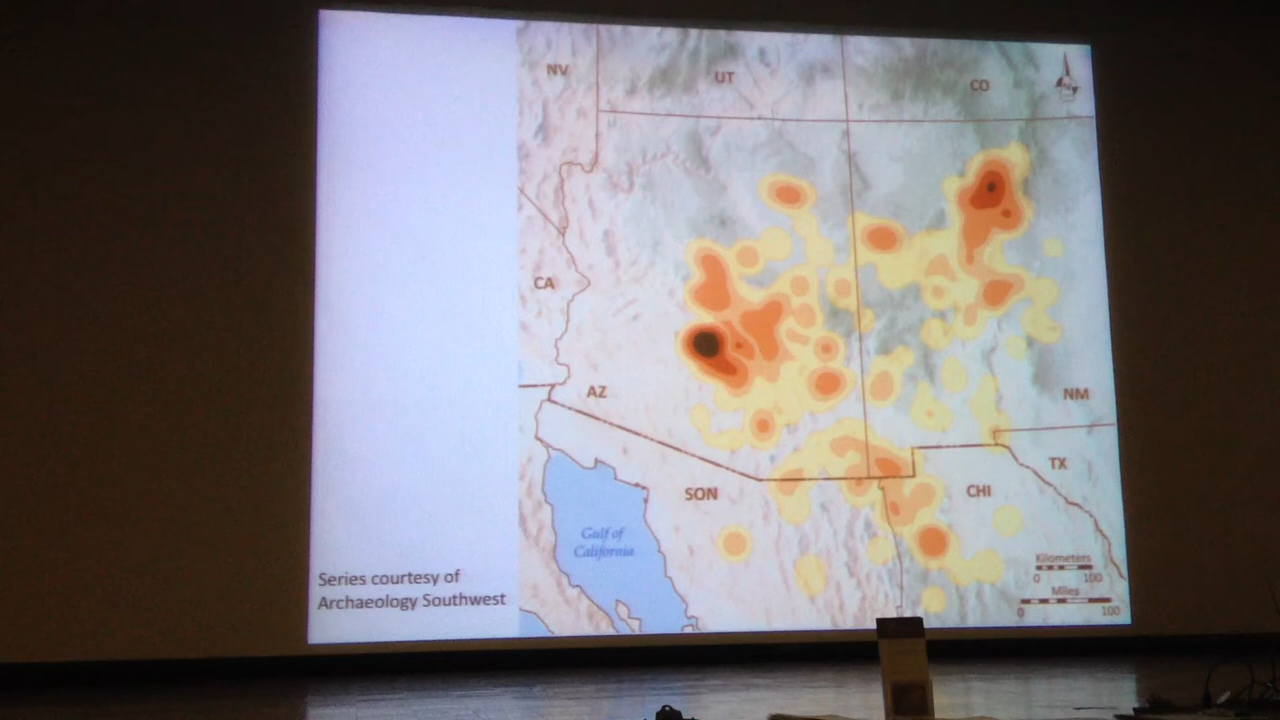 NV
UT
CO
N
CA
AZ
NM
SON
CHI
TX
Gulf of
California
Series courtesy of
Archaeology Southwest
Kilometers
0 100
Miles
0 100